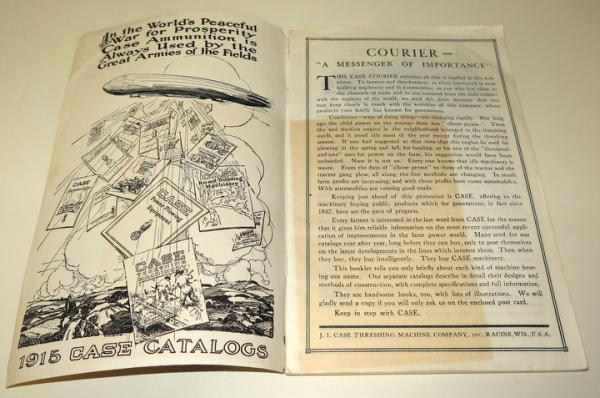 In the World's Peaceful
War for Prosperity
Case Ammunition is
Always Used by the
Great Armies of the Fields
CASE
CASE
CASE
1915 CASE CATALOGS
COURIER—
"A MESSENGER OF IMPORTANCE"
THIS CASE COURIER embodies all that is implied in this definition. To farmers and threshermen, to those interested in road
building machinery and in automobiles, to you who live close to
the channels of trade and to you removed from the daily contact
with the markets of the world, we send this short message that you
may keep closely in touch with the activities of this company, whose
products your family has known for generations.
Conditions—ways of doing things—are changing rapidly. Not long
ago the chief power on the average farm was "elbow grease." Then
the one traction engine in the neighborhood belonged to the threshing
outfit, and it stood idle most of the year except during the threshing
season. If one had suggested at that time that this engine be used for
plowing in the spring and fall, for hauling, or for one of the "thousand-
and-one" uses for power on the farm, his suggestion would have been
unheeded. Now it is not so. Every one knows that idle machinery is
waste. From the days of "elbow grease" to those of the tractor and the
tractor gang plow, all along the line methods are changing. In result
farm profits are increasing, and with these profits have come automobiles.
With automobiles are coming good roads.
Keeping just ahead of this procession is CASE, offering to the
machinery buying public, products which for generations, in fact since
1842, have set the pace of progress.
Every farmer is interested in the last word from CASE for the reason
that it gives him reliable information on the most recent successful application of improvements in the farm power world. Many send for our
catalogs year after year, long before they can buy, only to post themselves
on the latest developments in the lines which interest them. Then when
they buy, they buy intelligently. They buy CASE machinery.
This booklet tells you only briefly about each kind of machine bearing our name. Our separate catalogs describe in detail their designs and
methods of construction, with complete specifications and full information.
They are handsome books, too, with lots of illustrations. We will
gladly send a copy if you will only ask us on the enclosed post card.
Keep in step with CASE.
J. I. CASE THRESHING MACHINE COMPANY, INC., RACINE, WIS., U.S.A.